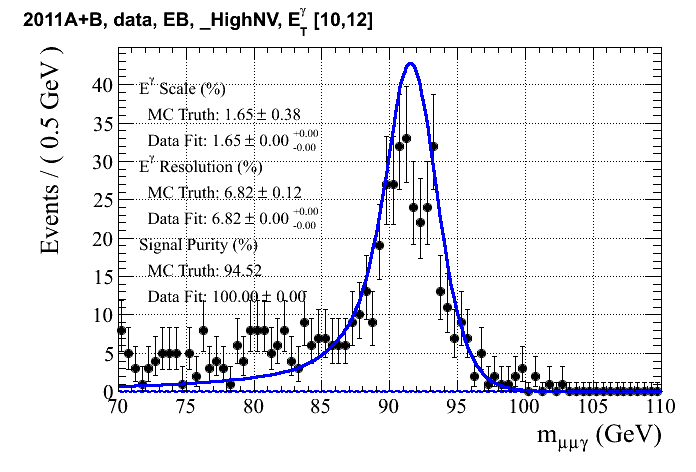 2011A+B, data, EB, _HighNV, E_T^γ [10,12]
Events / ( 0.5 GeV )
40
35
30
25
20
15
10
5
0
E^γ Scale (%)
MC Truth: 1.65 ± 0.38
Data Fit: 1.65 ± 0.00 +0.00 -0.00
E^γ Resolution (%)
MC Truth: 6.82 ± 0.12
Data Fit: 6.82 ± 0.00 +0.00 -0.00
Signal Purity (%)
MC Truth: 94.52
Data Fit: 100.00 ± 0.00
70 75 80 85 90 95 100 105 110
m_μμγ (GeV)